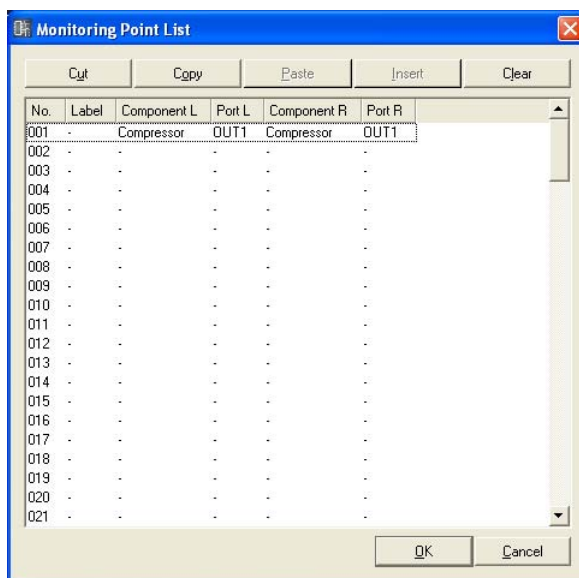 Monitoring Point List
Cut Copy Paste Insert Clear
No. Label Component L Port L Component R Port R
001 - Compressor OUT1 Compressor OUT1
002 - - - - -
003 - - - - -
004 - - - - -
005 - - - - -
006 - - - - -
007 - - - - -
008 - - - - -
009 - - - - -
010 - - - - -
011 - - - - -
012 - - - - -
013 - - - - -
014 - - - - -
015 - - - - -
016 - - - - -
017 - - - - -
018 - - - - -
019 - - - - -
020 - - - - -
021 - - - - -
OK Cancel